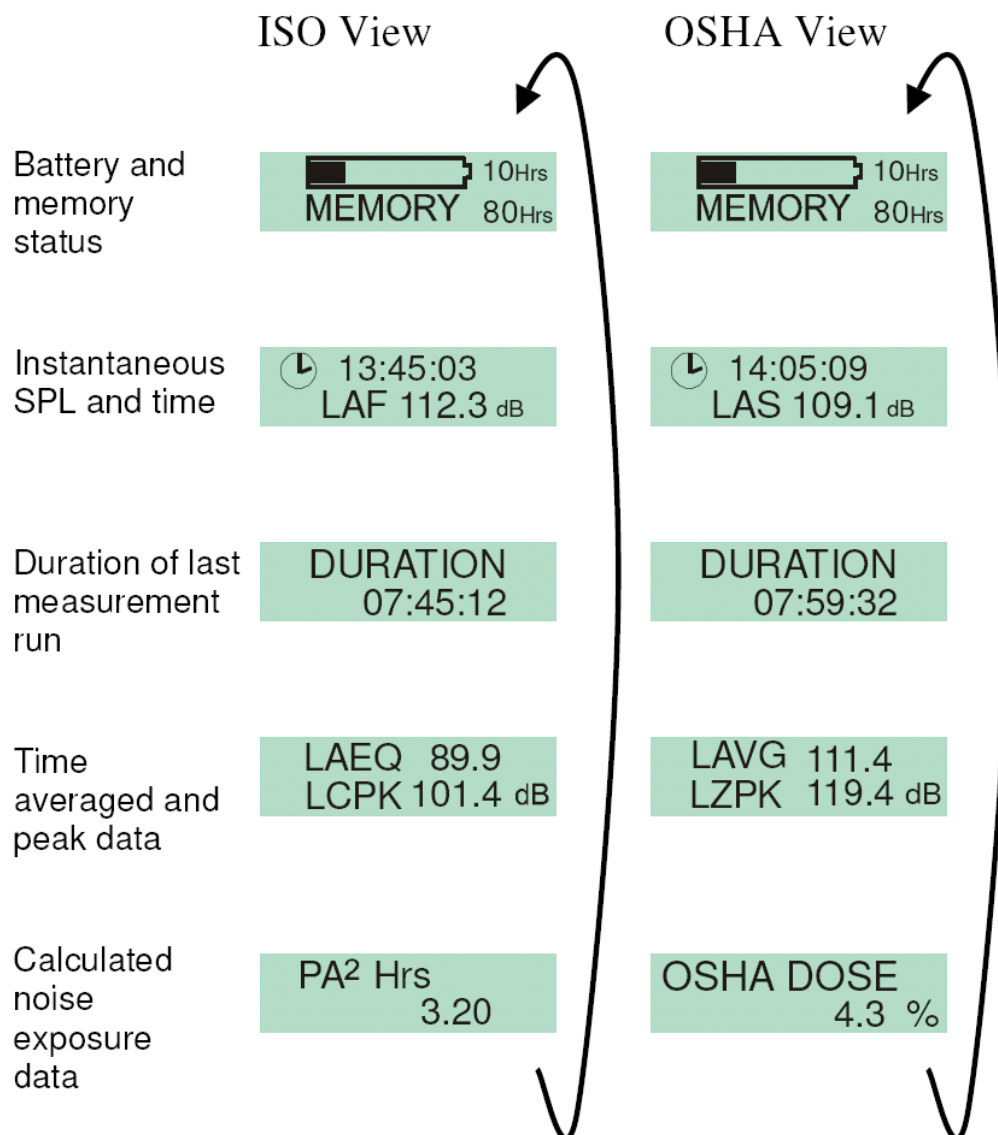 ISO View
OSHA View
Battery and
memory
status
10Hrs
MEMORY 80Hrs
10Hrs
MEMORY 80Hrs
Instantaneous
SPL and time
13:45:03
LAF 112.3 dB
14:05:09
LAS 109.1 dB
Duration of last
measurement
run
DURATION
07:45:12
DURATION
07:59:32
Time
averaged and
peak data
LAEQ 89.9
LCPK 101.4 dB
LAVG 111.4
LZPK 119.4 dB
Calculated
noise
exposure
data
PA² Hrs
3.20
OSHA DOSE
4.3 %